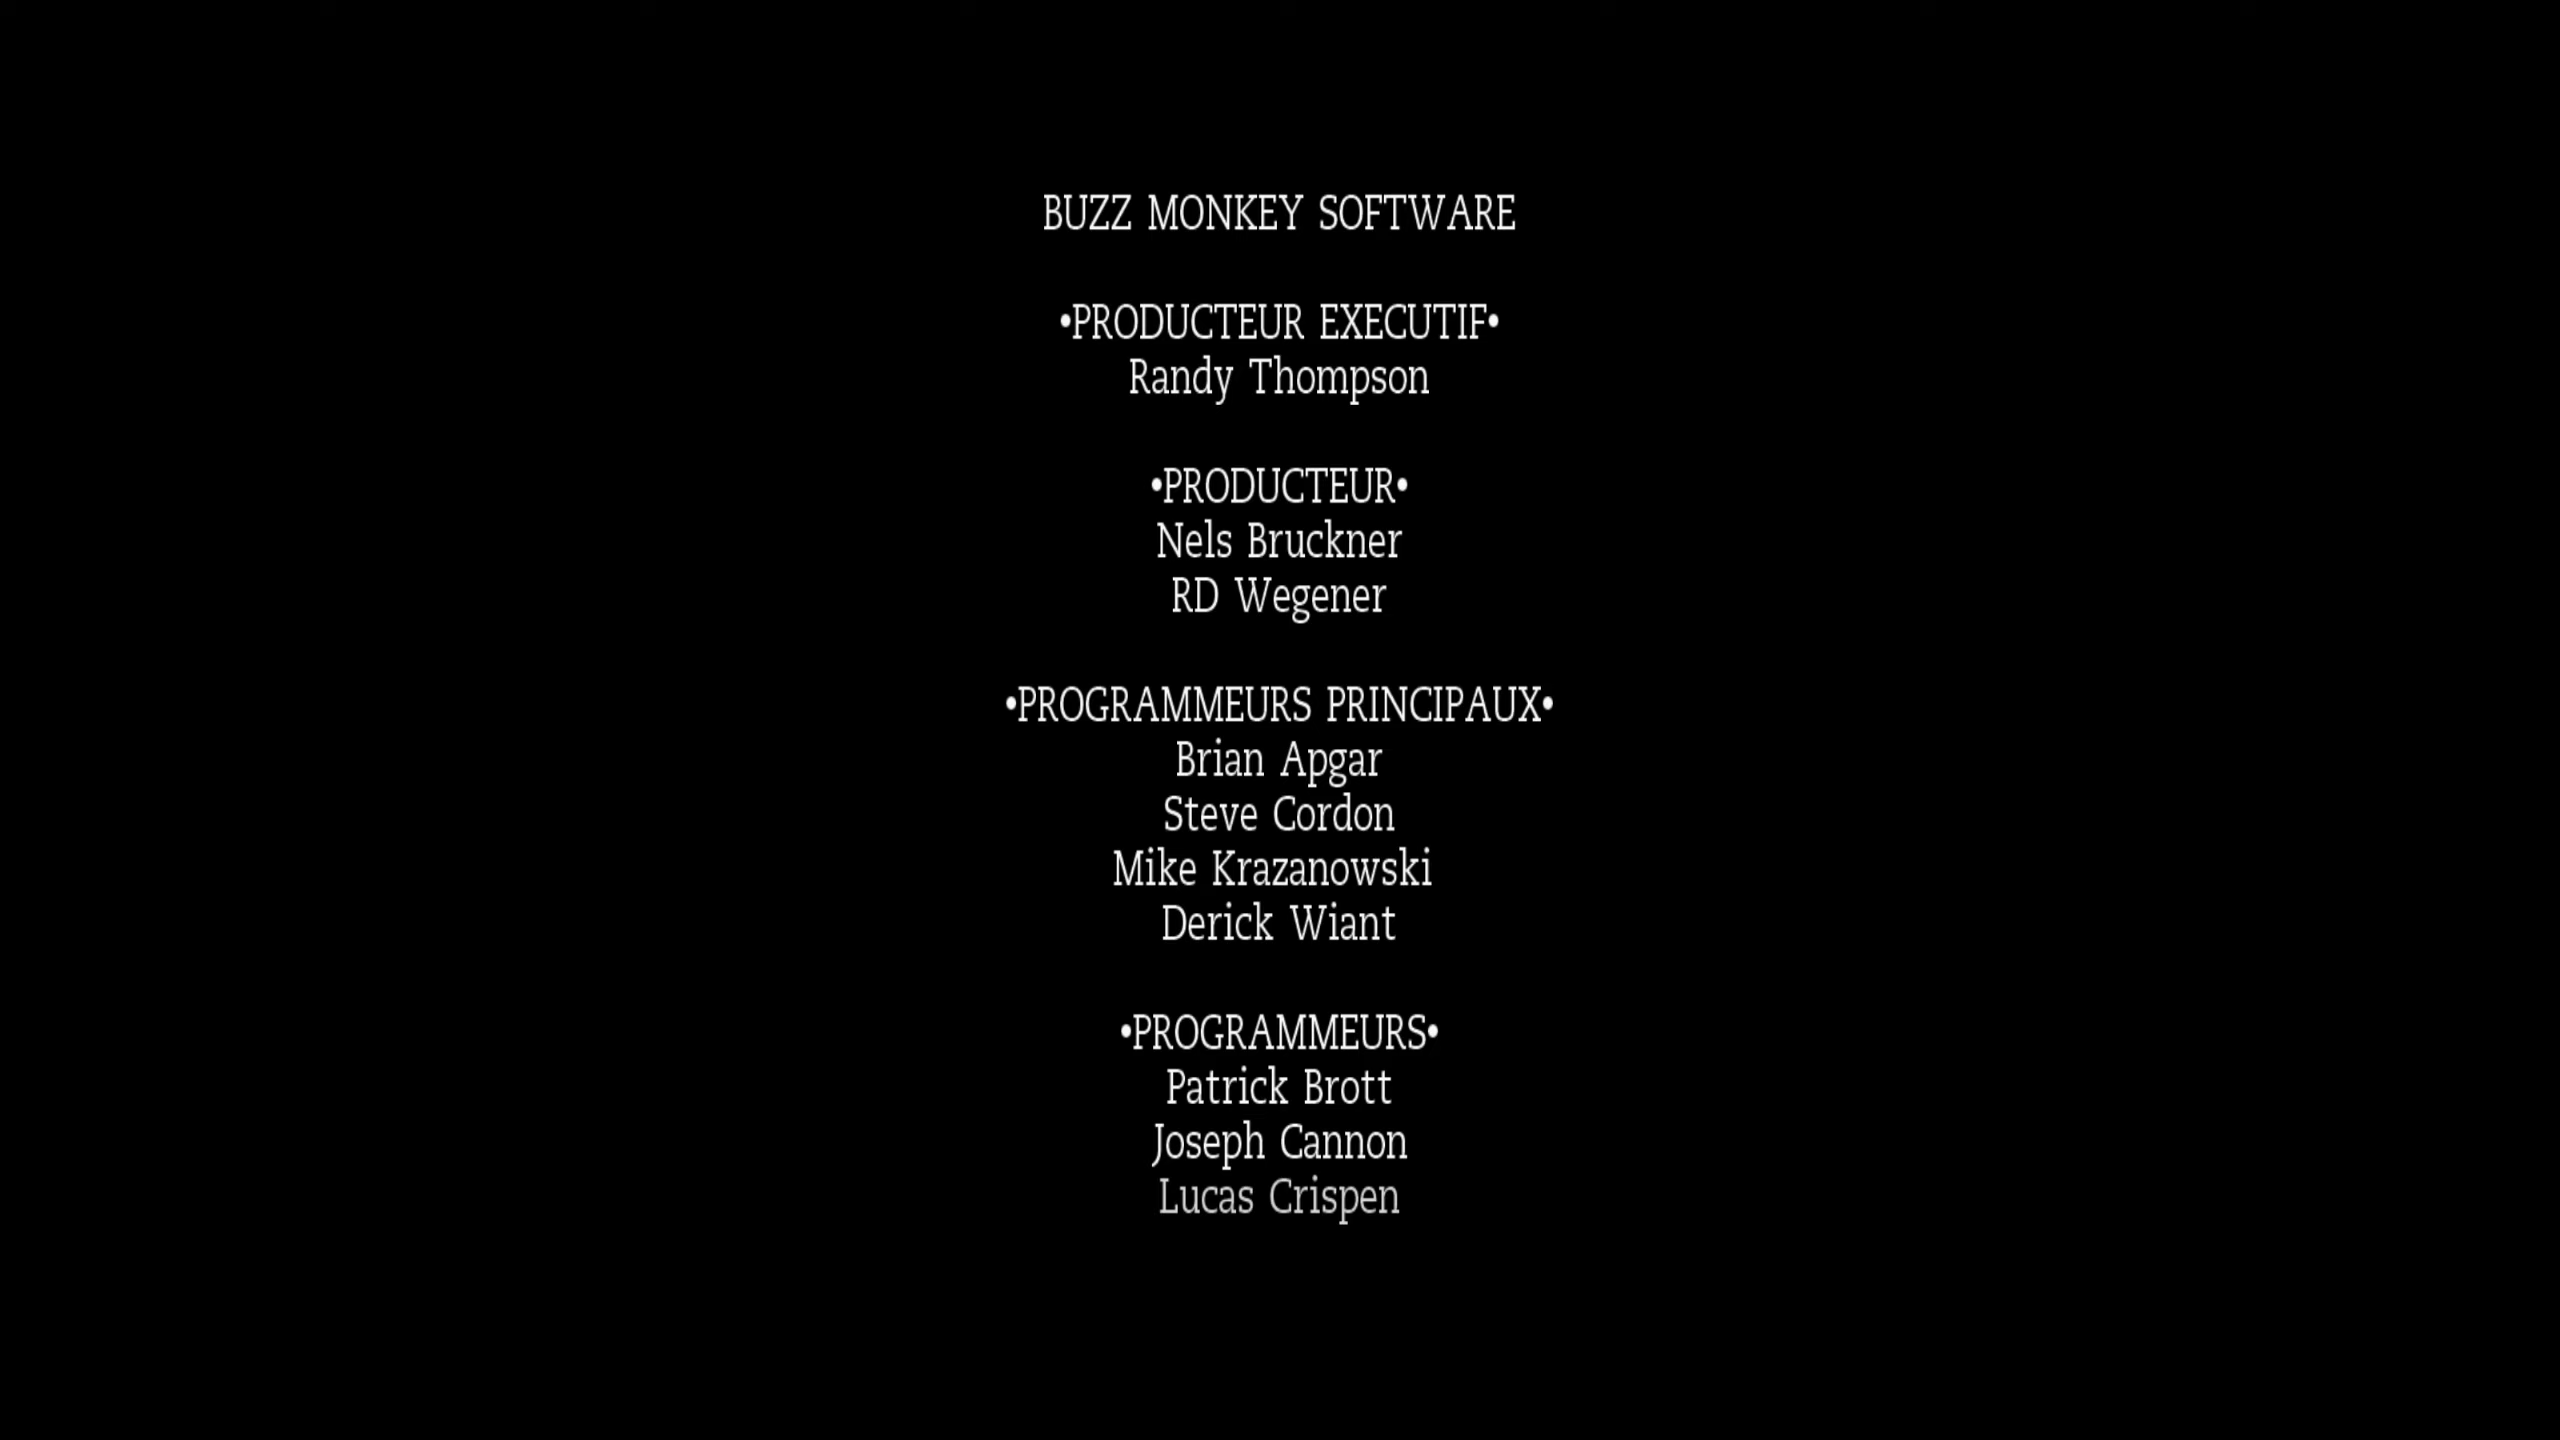 BUZZ MONKEY SOFTWARE
•PRODUCTEUR EXECUTIF•
Randy Thompson
•PRODUCTEUR•
Nels Bruckner
RD Wegener
•PROGRAMMEURS PRINCIPAUX•
Brian Apgar
Steve Cordon
Mike Krazanowski
Derick Wiant
•PROGRAMMEURS•
Patrick Brott
Joseph Cannon
Lucas Crispen